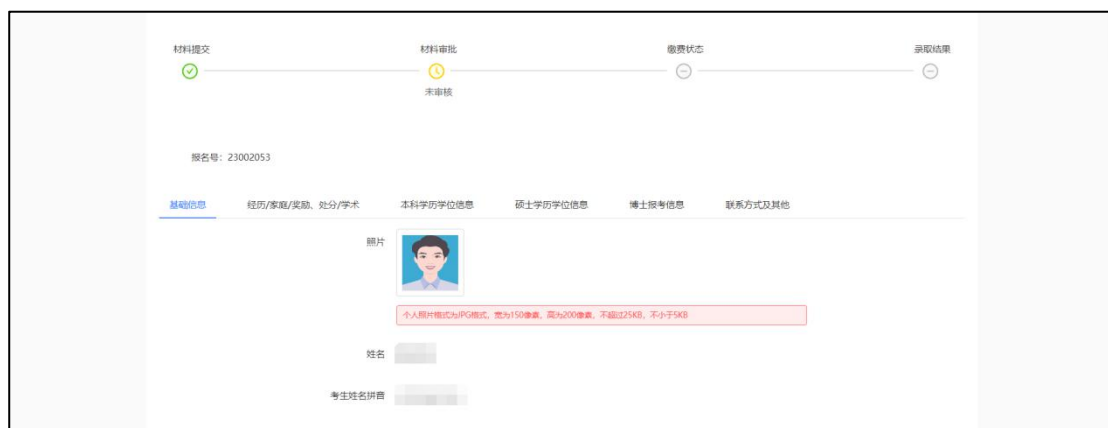 材料提交 材料审批 缴费状态 录取结果
未审核
报名号：23002053
基础信息 经历/家庭/奖励、处分/学术 本科学历学位信息 硕士学历学位信息 博士报考信息 联系方式及其他
照片
个人照片格式为JPG格式，宽为150像素，高为200像素，不超过25KB，不小于5KB
姓名
考生姓名拼音